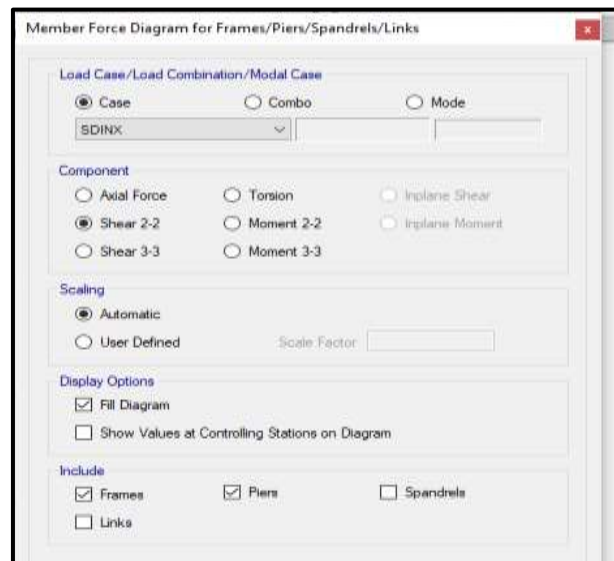 Member Force Diagram for Frames/Piers/Spandrels/Links
Load Case/Load Combination/Modal Case
Case Combo Mode
SDINX
Component
Axial Force Torsion Inplane Shear
Shear 2-2 Moment 2-2 Inplane Moment
Shear 3-3 Moment 3-3
Scaling
Automatic
User Defined Scale Factor
Display Options
Fill Diagram
Show Values at Controlling Stations on Diagram
Include
Frames Piers Spandrels
Links